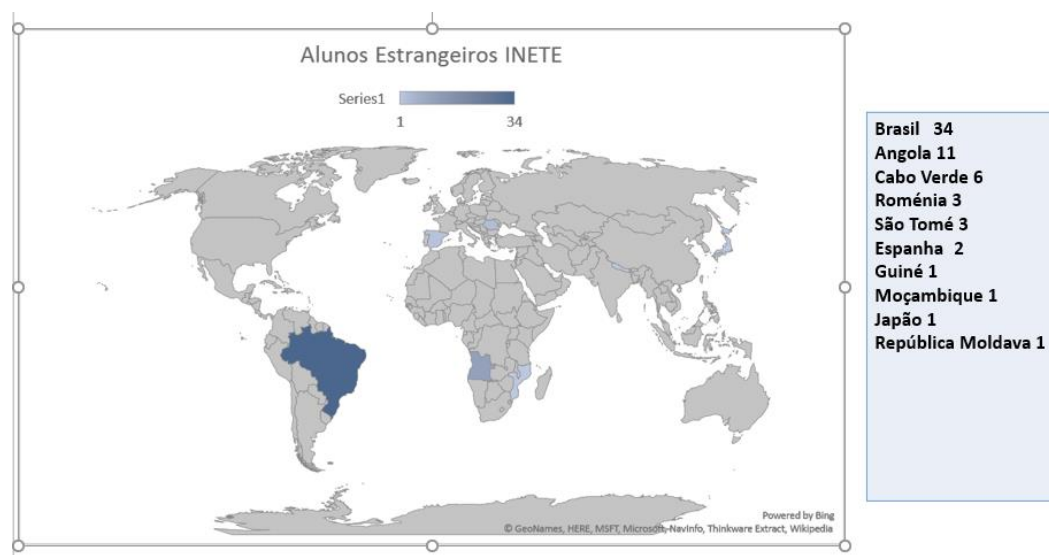 Alunos Estrangeiros INETE
Series1
1 34
Brasil 34
Angola 11
Cabo Verde 6
Roménia 3
São Tomé 3
Espanha 2
Guiné 1
Moçambique 1
Japão 1
República Moldava 1
Powered by Bing
© GeoNames, HERE, MSFT, Microsoft, NavInfo, Thinkware Extract, Wikipedia